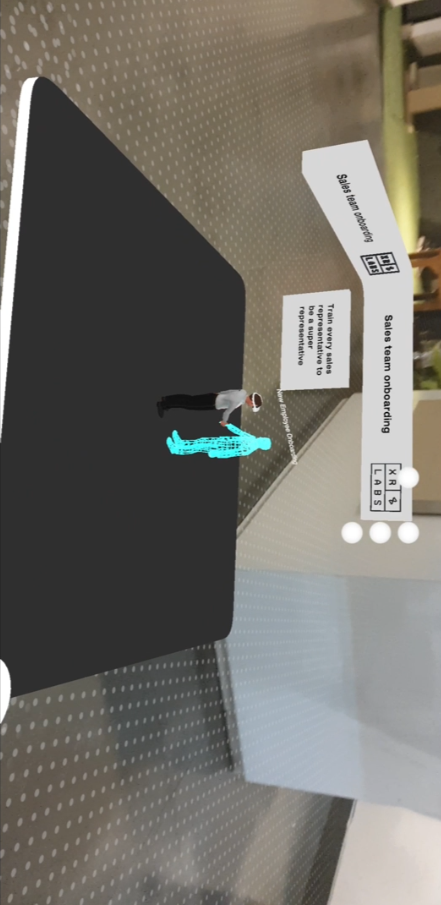 Sales team onboarding
XR&
LABS
Sales team onboarding
XR&
LABS
Train every sales
representative to
be a super
representative
New Employee Onboarding